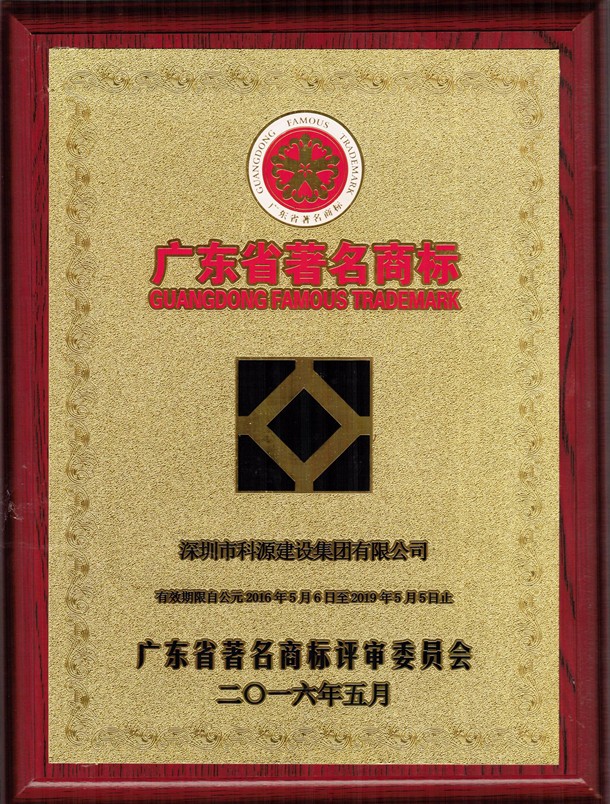 GUANGDONG FAMOUS TRADEMARK
广东省著名商标
广东省著名商标
GUANGDONG FAMOUS TRADEMARK
深圳市科源建设集团有限公司
有效期限自公元2016年5月6日至2019年5月5日止
广东省著名商标评审委员会
二〇一六年五月